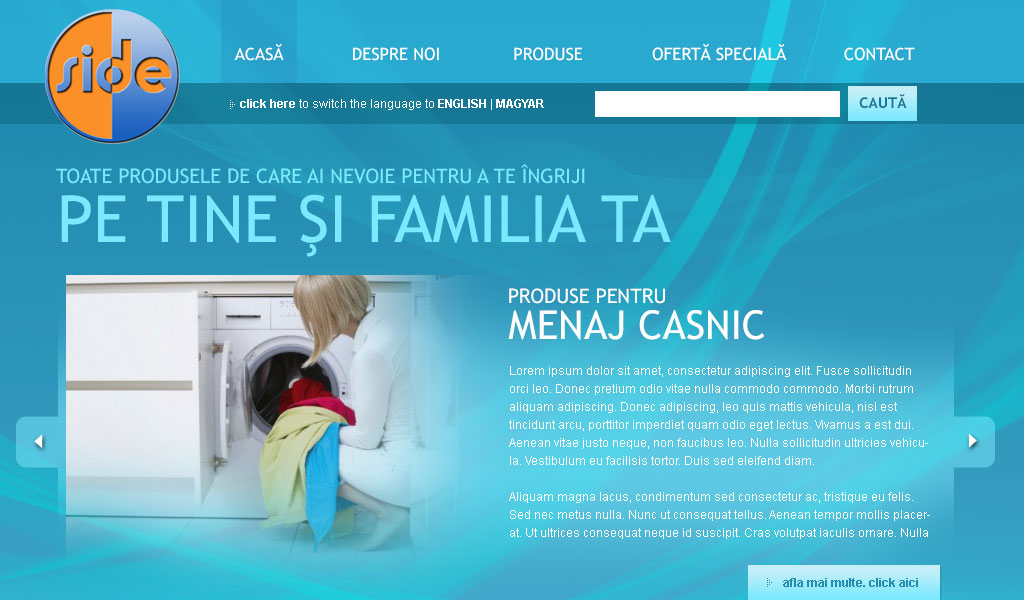 side
ACASĂ
DESPRE NOI
PRODUSE
OFERTĂ SPECIALĂ
CONTACT
click here to switch the language to ENGLISH | MAGYAR
CAUTĂ
TOATE PRODUSELE DE CARE AI NEVOIE PENTRU A TE ÎNGRIJI
PE TINE ȘI FAMILIA TA
PRODUSE PENTRU
MENAJ CASNIC
Lorem ipsum dolor sit amet, consectetur adipiscing elit. Fusce sollicitudin
orci leo. Donec pretium odio vitae nulla commodo commodo. Morbi rutrum
aliquam adipiscing. Donec adipiscing, leo quis mattis vehicula, nisl est
tincidunt arcu, porttitor imperdiet quam odio eget lectus. Vivamus a est dui.
Aenean vitae justo neque, non faucibus leo. Nulla sollicitudin ultricies vehicu-
la. Vestibulum eu facilisis tortor. Duis sed eleifend diam.
Aliquam magna lacus, condimentum sed consectetur ac, tristique eu felis.
Sed nec metus nulla. Nunc ut consequat tellus. Aenean tempor mollis placer-
at. Ut ultrices consequat neque id suscipit. Cras volutpat iaculis ornare. Nulla
afla mai multe. click aici